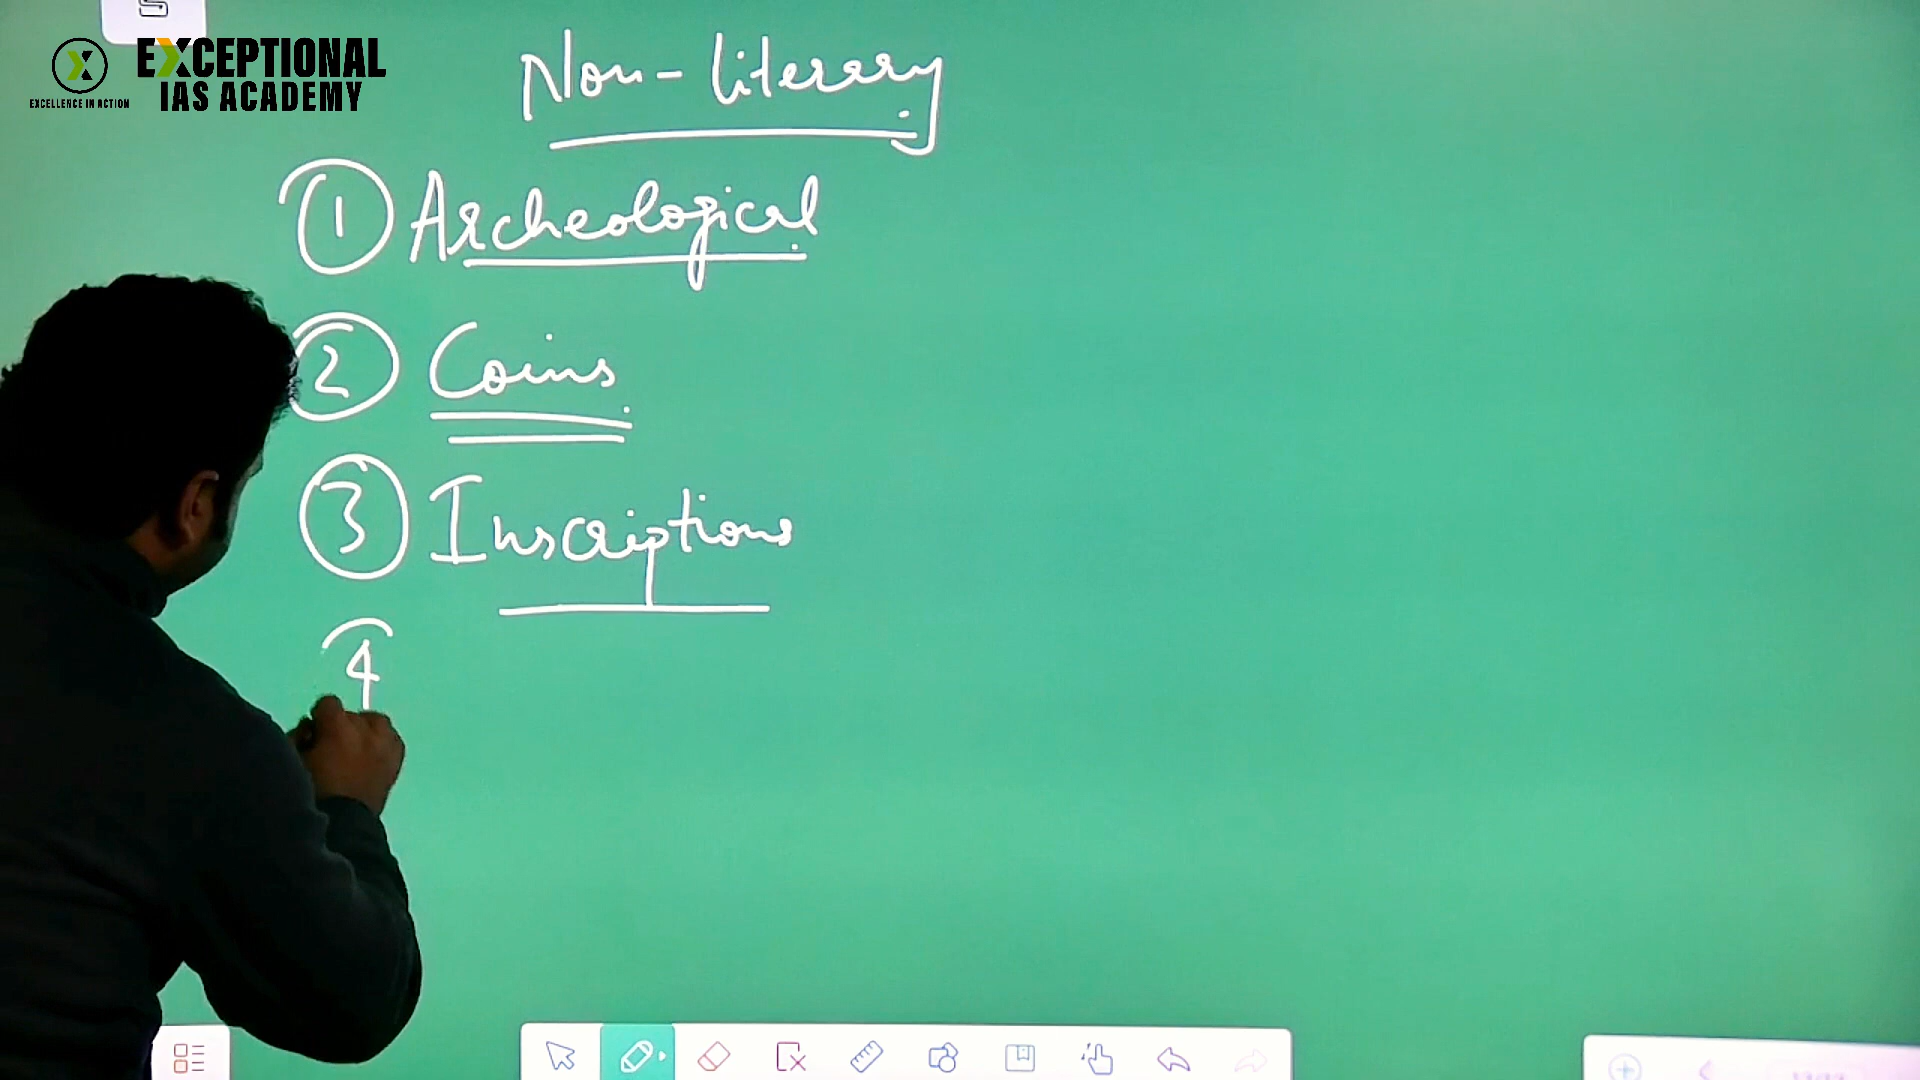 EXCEPTIONAL
IAS ACADEMY
EXCELLENCE IN ACTION
Non-literary
1 Archeological
2 Coins
3 Inscriptions
4